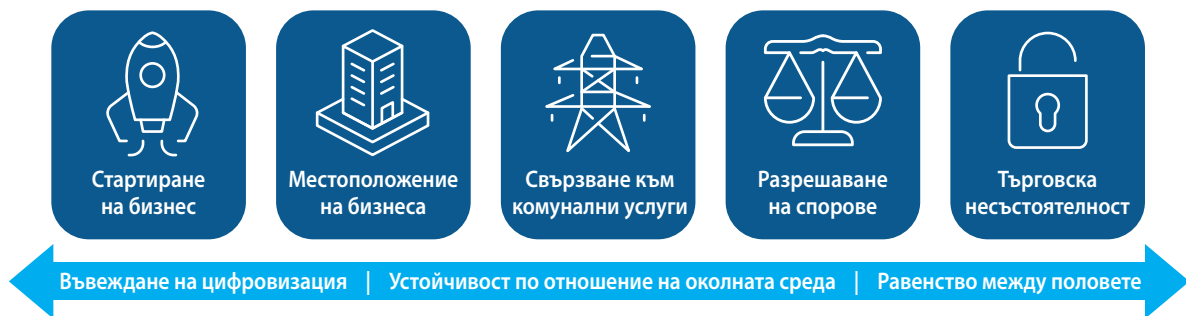 Стартиране
на бизнес
Местоположение
на бизнеса
Свързване към
комунални услуги
Разрешаване
на спорове
Търговска
несъстоятелност
Въвеждане на цифровизация | Устойчивост по отношение на околната среда | Равенство между половете